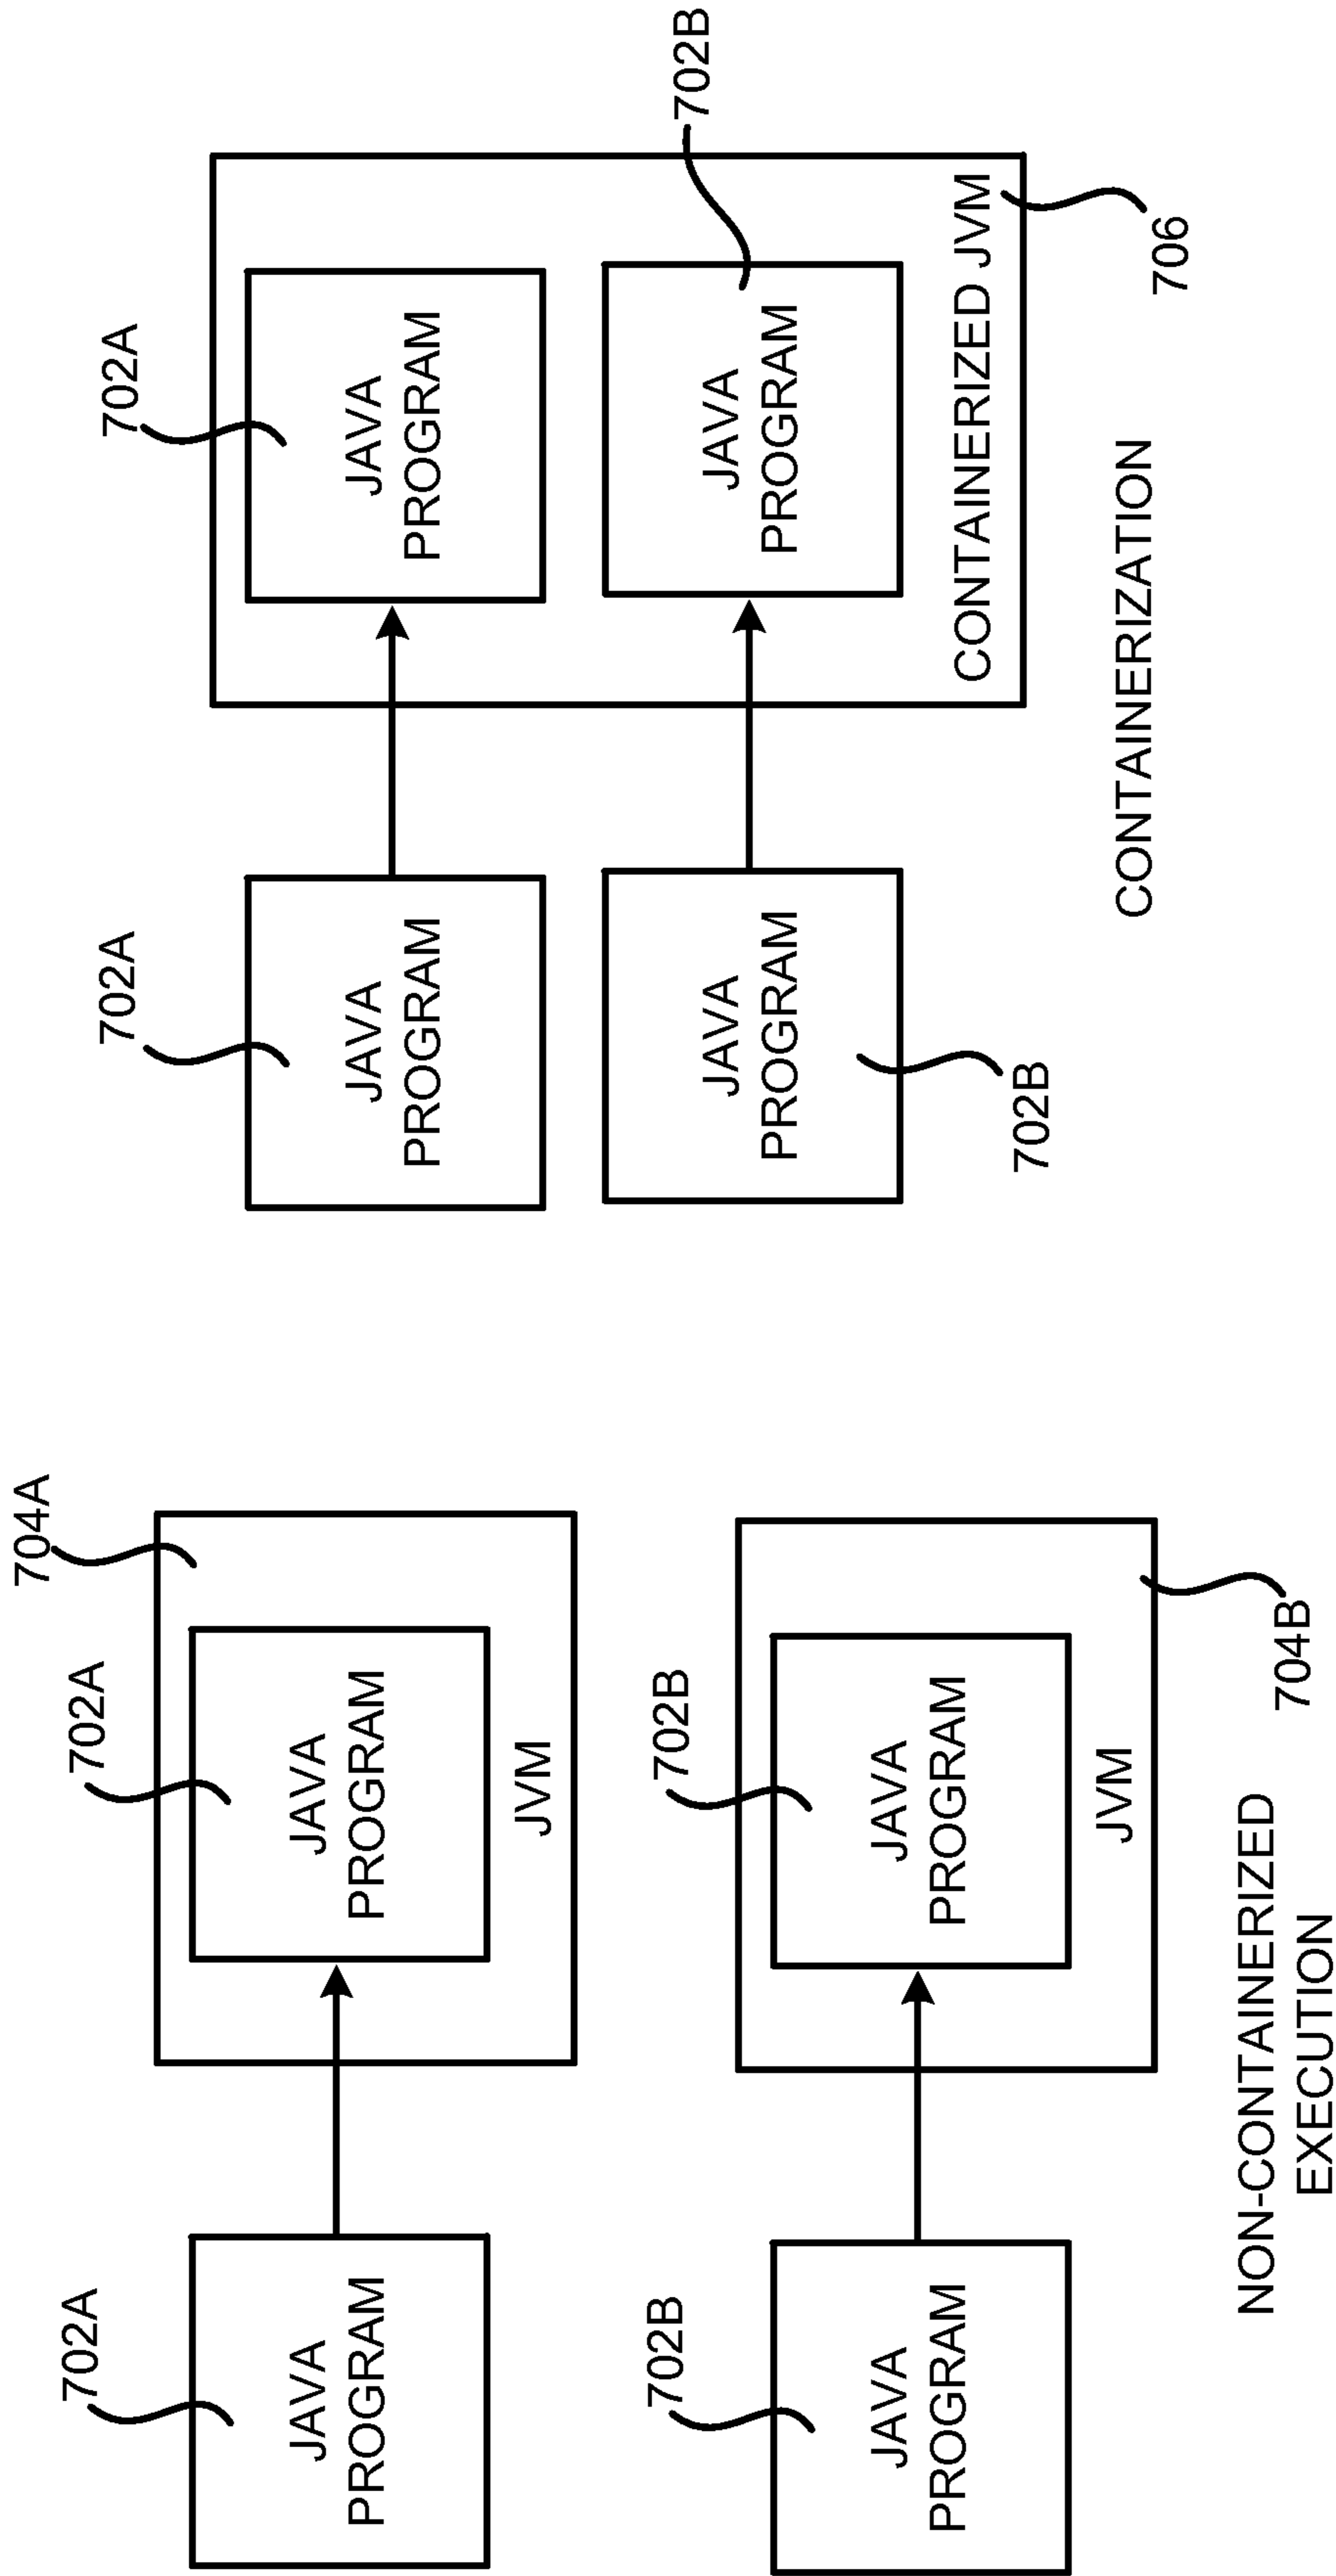 702A
JAVA
PROGRAM
702A
704A
JAVA
PROGRAM
JVM
702B
JAVA
PROGRAM
702B
JAVA
PROGRAM
JVM
704B
NON-CONTAINERIZED
EXECUTION
702A
JAVA
PROGRAM
702A
JAVA
PROGRAM
JAVA
PROGRAM
702B
JAVA
PROGRAM
702B
CONTAINERIZED JVM
706
CONTAINERIZATION